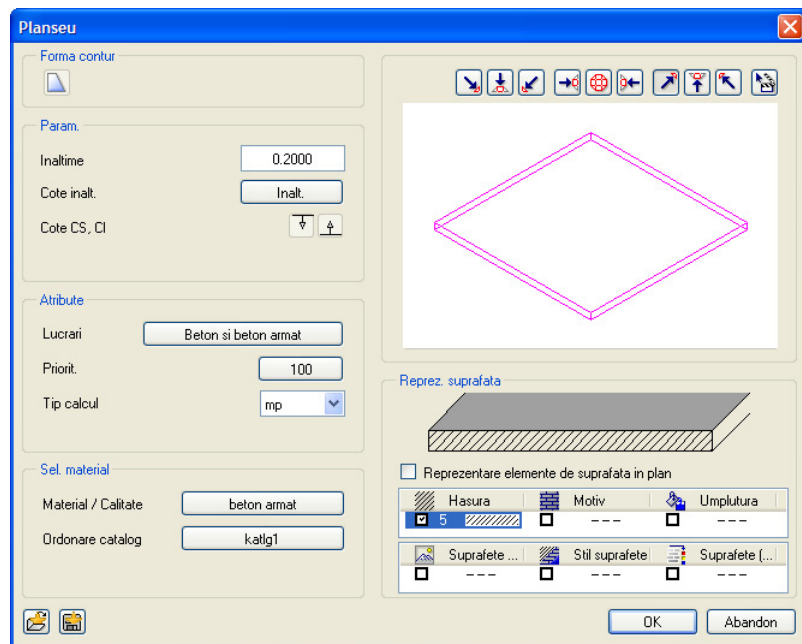 Planseu
Forma contur
Param.
Inaltime 0.2000
Cote inalt. Inalt.
Cote CS, CI
Atribute
Lucrari Beton si beton armat
Priorit. 100
Tip calcul mp
Sel. material
Material / Calitate beton armat
Ordonare catalog katlg1
Reprez. suprafata
Reprezentare elemente de suprafata in plan
Hasura Motiv Umplutura
5 --- ---
Suprafete ... Stil suprafete Suprafete (...
--- --- ---
OK Abandon